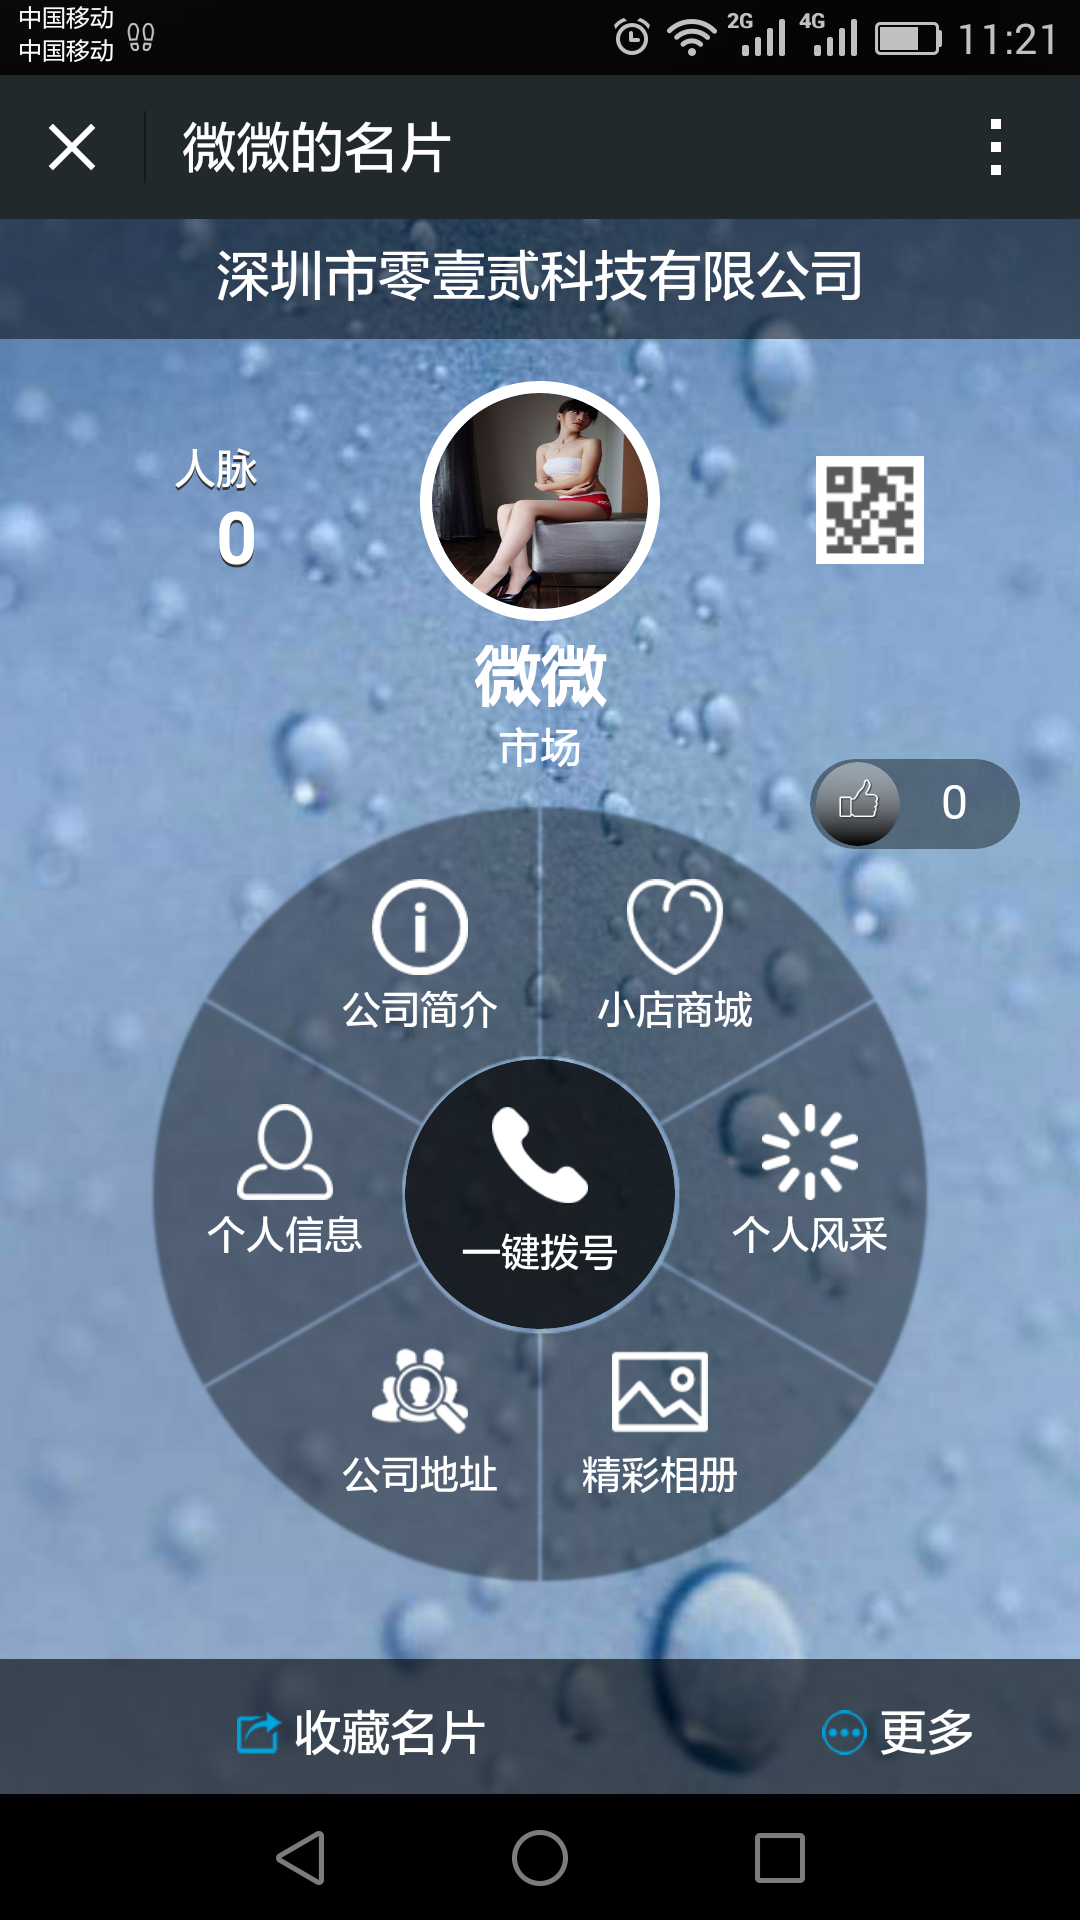 中国移动
中国移动
2G
4G
11:21
微微的名片
深圳市零壹贰科技有限公司
人脉
0
微微
市场
0
公司简介
小店商城
个人信息
一键拨号
个人风采
公司地址
精彩相册
收藏名片
更多